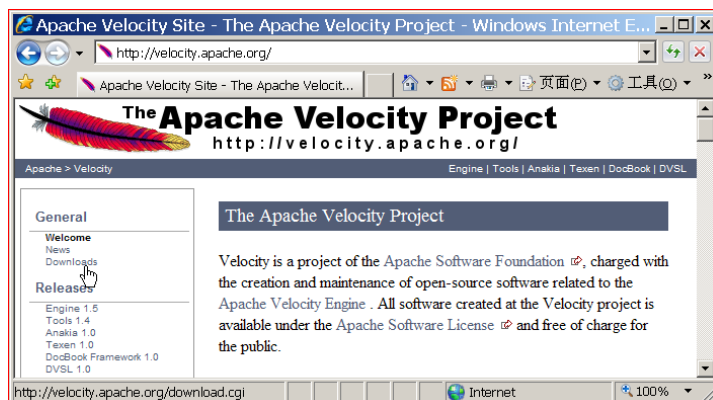 Apache Velocity Site - The Apache Velocity Project - Windows Internet E...
http://velocity.apache.org/
Apache Velocity Site - The Apache Velocit...
页面(P)
工具(O)
»
The Apache Velocity Project
http://velocity.apache.org/
Apache > Velocity
Engine | Tools | Anakia | Texen | DocBook | DVSL
General
Welcome
News
Downloads
Releases
Engine 1.5
Tools 1.4
Anakia 1.0
Texen 1.0
DocBook Framework 1.0
DVSL 1.0
The Apache Velocity Project
Velocity is a project of the Apache Software Foundation , charged with
the creation and maintenance of open-source software related to the
Apache Velocity Engine . All software created at the Velocity project is
available under the Apache Software License and free of charge for
the public.
http://velocity.apache.org/download.cgi
Internet
100%